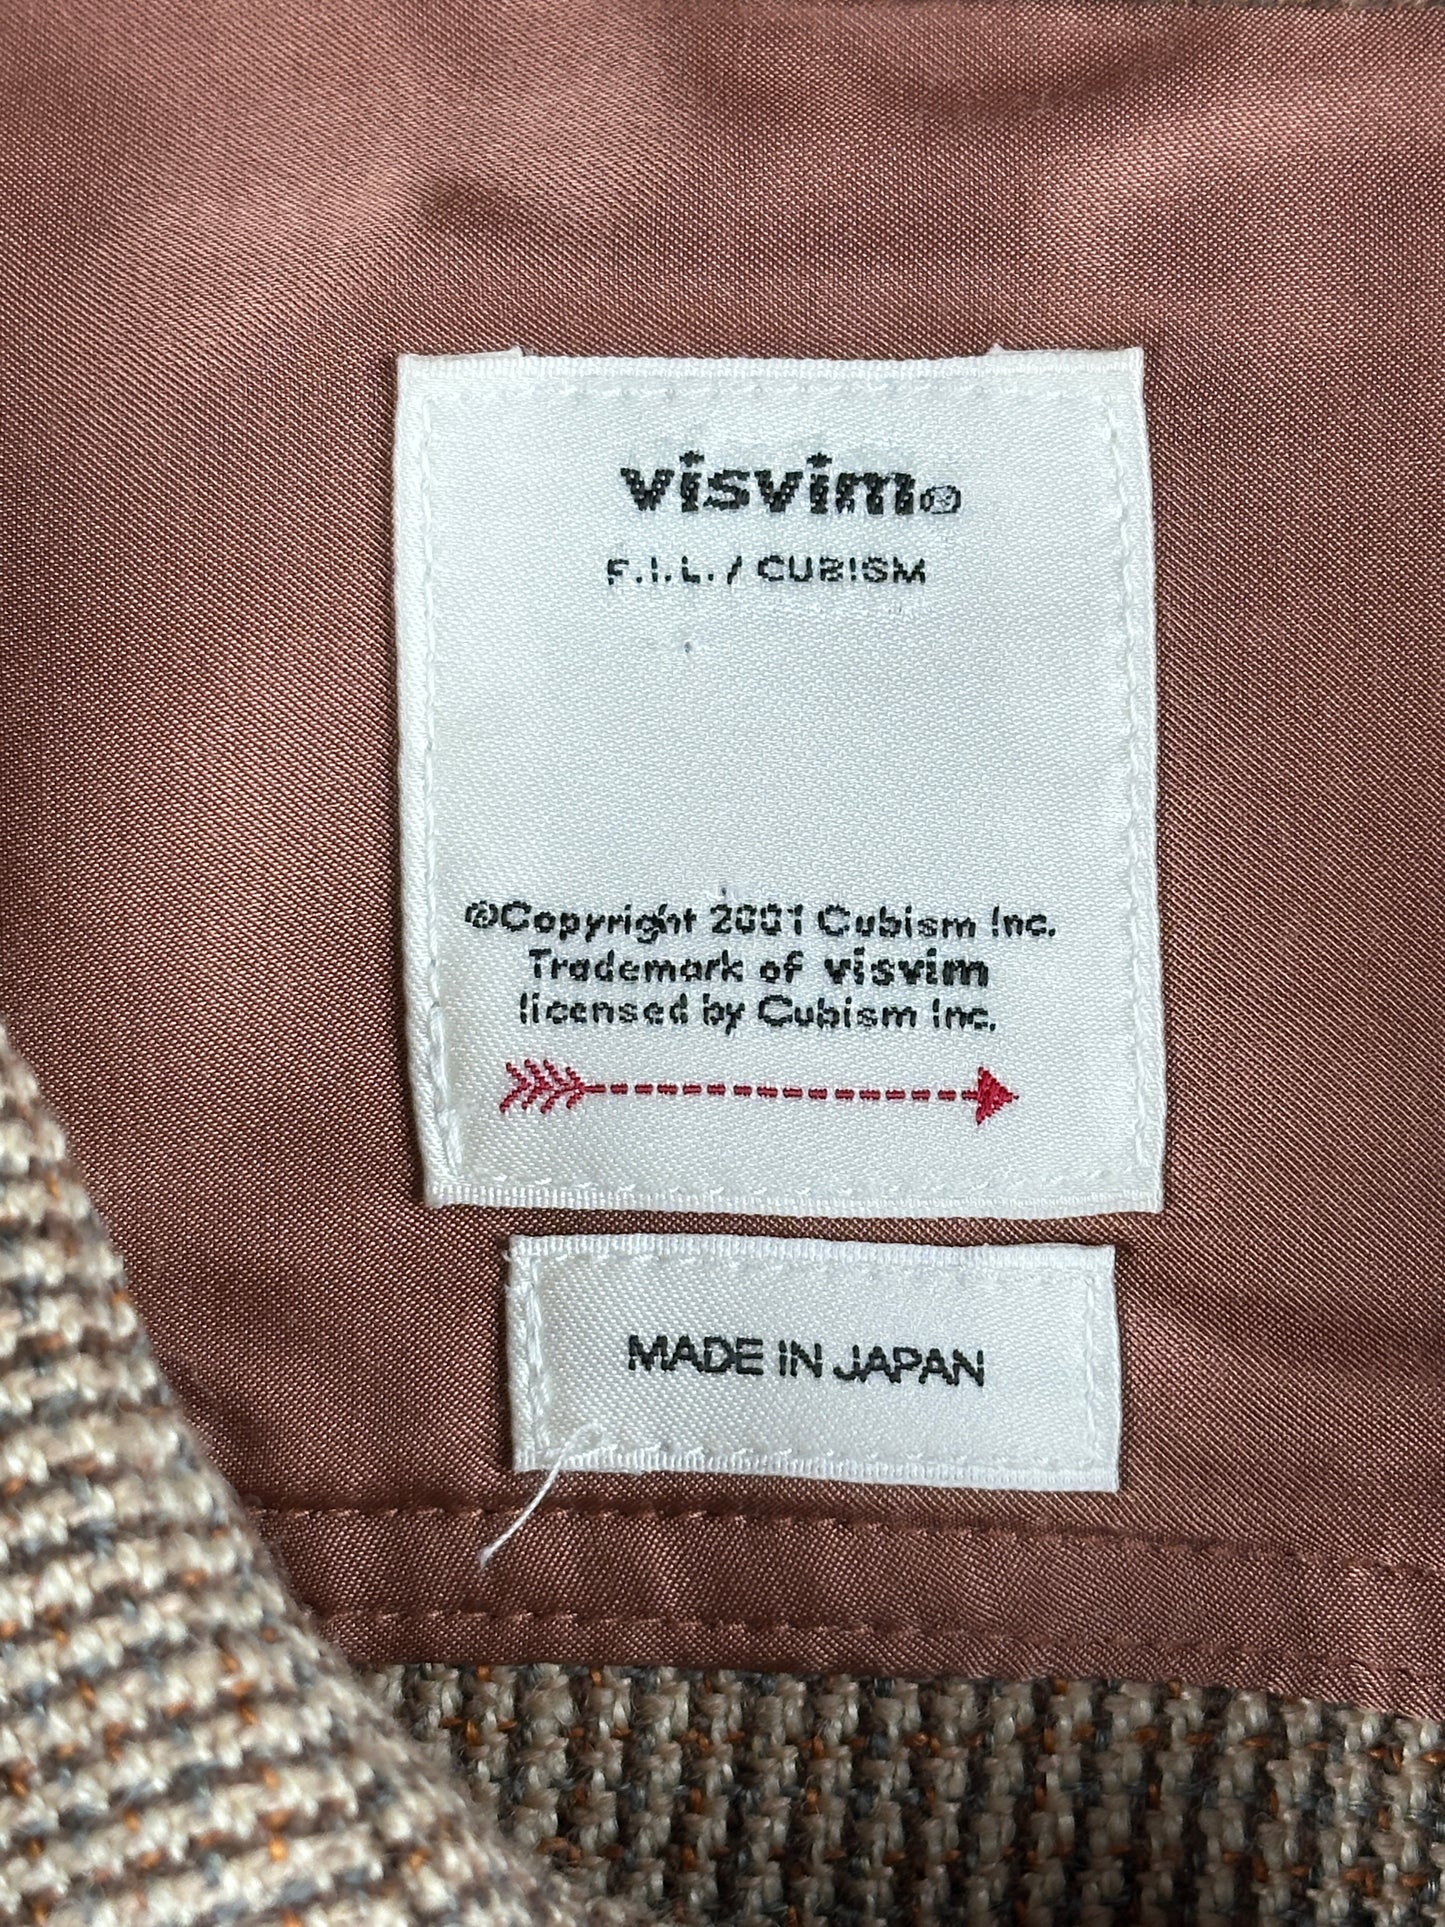 visvim®
F.I.L. / CUBISM
©Copyright 2001 Cubism Inc.
Trademark of visvim
licensed by Cubism Inc.
MADE IN JAPAN